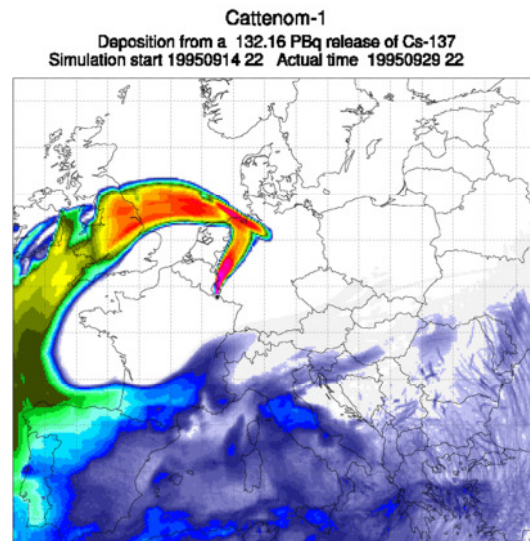 Cattenom-1
Deposition from a 132.16 PBq release of Cs-137
Simulation start 19950914 22 Actual time 19950929 22